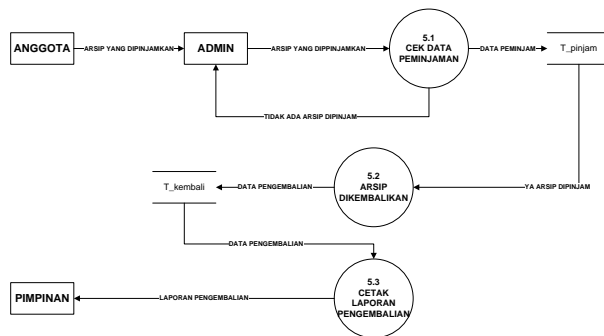 ANGGOTA
ARSIP YANG DIPINJAMKAN
ADMIN
ARSIP YANG DIPPINJAMKAN
5.1
CEK DATA
PEMINJAMAN
DATA PEMINJAM
T_pinjam
TIDAK ADA ARSIP DIPINJAM
T_kembali
DATA PENGEMBALIAN
5.2
ARSIP
DIKEMBALIKAN
YA ARSIP DIPINJAM
DATA PENGEMBALIAN
PIMPINAN
LAPORAN PENGEMBALIAN
5.3
CETAK
LAPORAN
PENGEMBALIAN